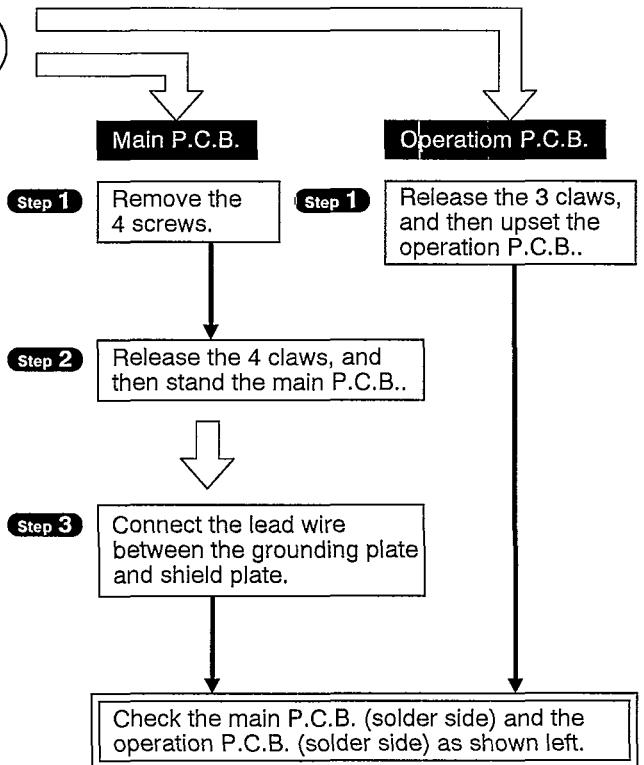 Main P.C.B.
Operatiom P.C.B.
Step 1
Remove the
4 screws.
Step 1
Release the 3 claws,
and then upset the
operation P.C.B..
Step 2
Release the 4 claws, and
then stand the main P.C.B..
Step 3
Connect the lead wire
between the grounding plate
and shield plate.
Check the main P.C.B. (solder side) and the
operation P.C.B. (solder side) as shown left.